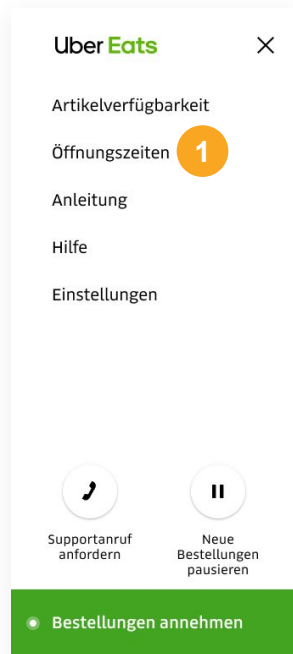 Uber Eats
Artikelverfügbarkeit
Öffnungszeiten 1
Anleitung
Hilfe
Einstellungen
Supportanruf
anfordern
Neue
Bestellungen
pausieren
Bestellungen annehmen